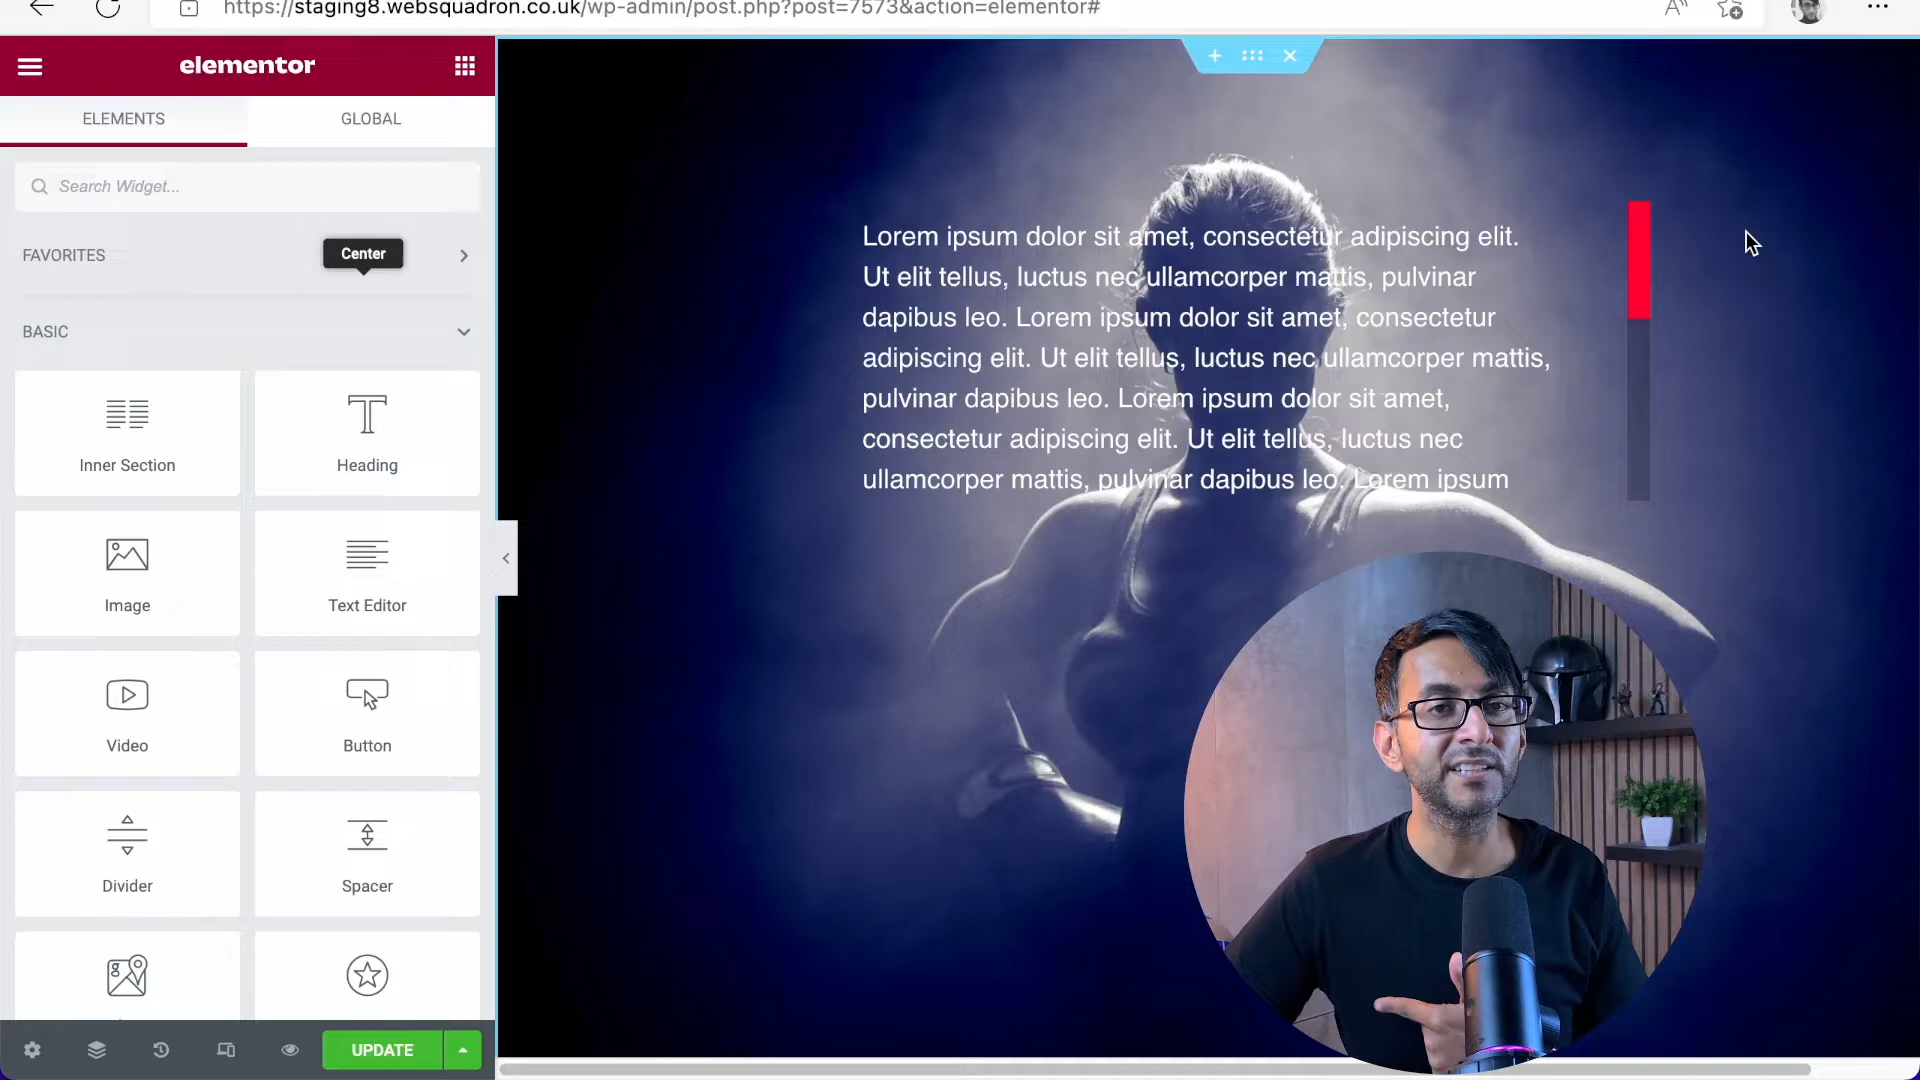 https://staging8.websquadron.co.uk/wp-admin/post.php?post=7573&action=elementor#
elementor
ELEMENTS
GLOBAL
Search Widget...
FAVORITES
Center
BASIC
Inner Section
Heading
Image
Text Editor
Video
Button
Divider
Spacer
UPDATE
Lorem ipsum dolor sit amet, consectetur adipiscing elit.
Ut elit tellus, luctus nec ullamcorper mattis, pulvinar
dapibus leo. Lorem ipsum dolor sit amet, consectetur
adipiscing elit. Ut elit tellus, luctus nec ullamcorper mattis,
pulvinar dapibus leo. Lorem ipsum dolor sit amet,
consectetur adipiscing elit. Ut elit tellus, luctus nec
ullamcorper mattis, pulvinar dapibus leo. Lorem ipsum